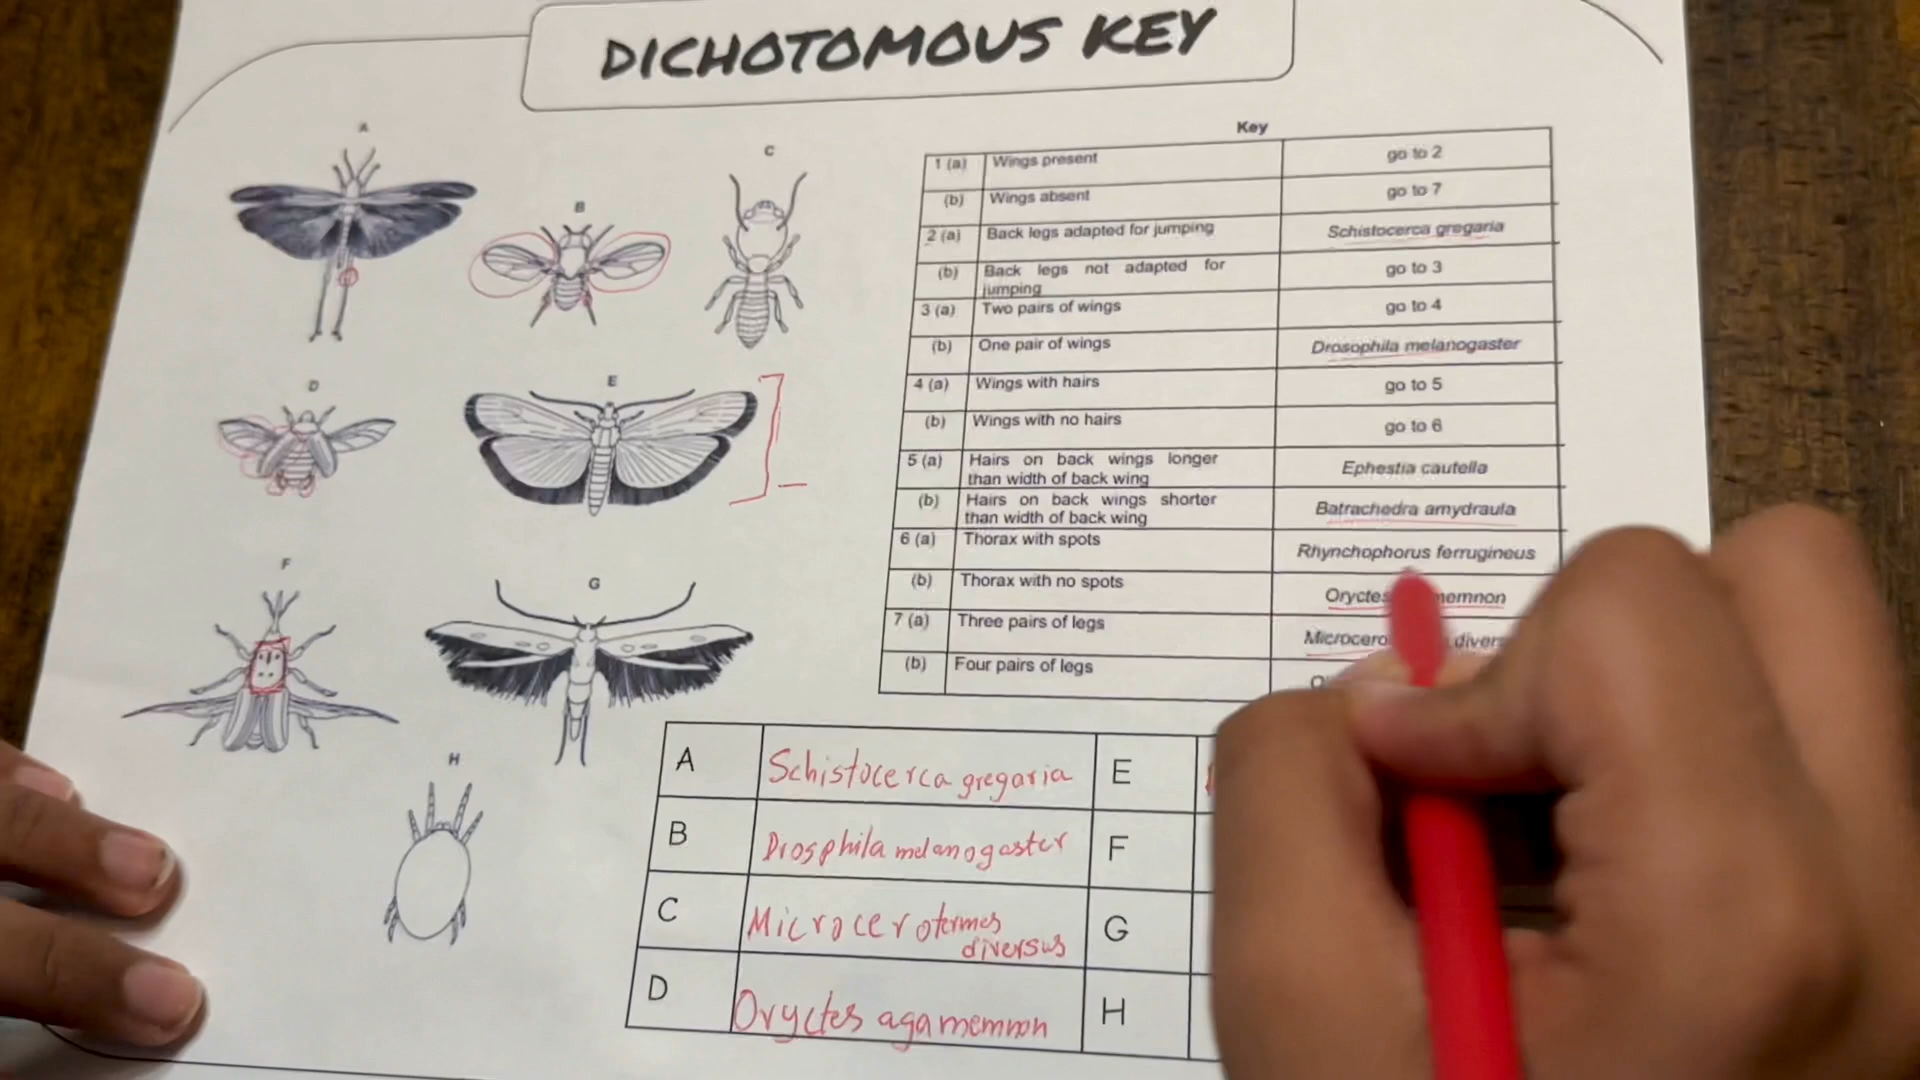 DICHOTOMOUS KEY
A
B
C
D
E
F
G
H
Key
1 (a) Wings present go to 2
(b) Wings absent go to 7
2 (a) Back legs adapted for jumping Schistocerca gregaria
(b) Back legs not adapted for
jumping go to 3
3 (a) Two pairs of wings go to 4
(b) One pair of wings Drosophila melanogaster
4 (a) Wings with hairs go to 5
(b) Wings with no hairs go to 6
5 (a) Hairs on back wings longer
than width of back wing Ephestia cautella
(b) Hairs on back wings shorter
than width of back wing Batrachedra amydraula
6 (a) Thorax with spots Rhynchophorus ferrugineus
(b) Thorax with no spots Oryctes
7 (a) Three pairs of legs
(b) Four pairs of legs
A Schistocerca gregaria E
B Drosphila melanogaster F
C Microcerotermes
diversus G
D Oryctes agamemnon H